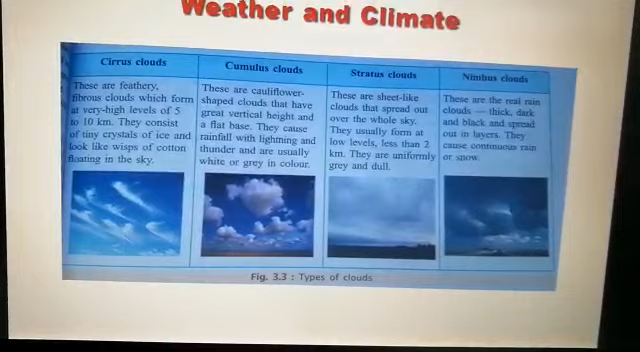 Weather and Climate
Cirrus clouds
These are feathery,
fibrous clouds which form
at very-high levels of 5
to 10 km. They consist
of tiny crystals of ice and
look like wisps of cotton
floating in the sky.
Cumulus clouds
These are cauliflower-
shaped clouds that have
great vertical height and
a flat base. They cause
rainfall with lightning and
thunder and are usually
white or grey in colour.
Stratus clouds
These are sheet-like
clouds that spread out
over the whole sky.
They usually form at
low levels, less than 2
km. They are uniformly
grey and dull.
Nimbus clouds
These are the real rain
clouds — thick, dark
and black and spread
out in layers. They
cause continuous rain
or snow.
Fig. 3.3 : Types of clouds